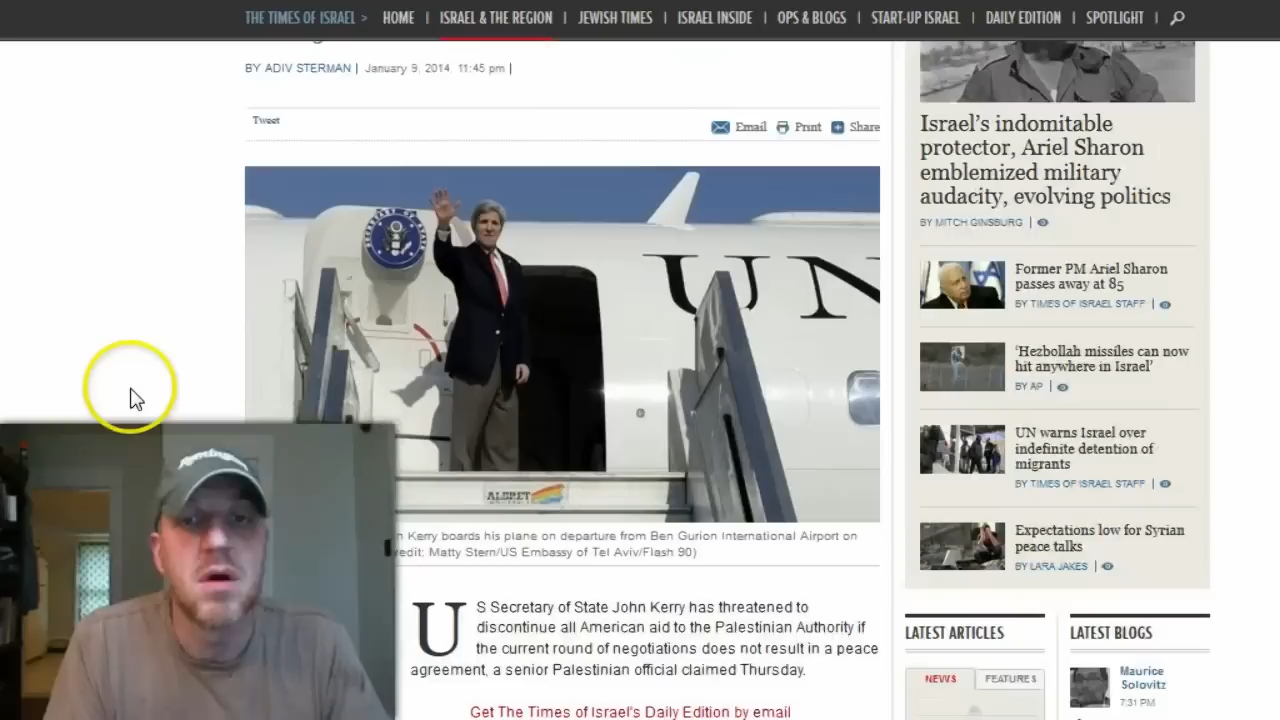 THE TIMES OF ISRAEL > HOME | ISRAEL & THE REGION | JEWISH TIMES | ISRAEL INSIDE | OPS & BLOGS | START-UP ISRAEL | DAILY EDITION | SPOTLIGHT |
BY ADIV STERMAN | January 9, 2014, 11:45 pm |
Tweet
Email Print Share
UN
ALSRET
n Kerry boards his plane on departure from Ben Gurion International Airport on
edit: Matty Stern/US Embassy of Tel Aviv/Flash 90)
US Secretary of State John Kerry has threatened to
discontinue all American aid to the Palestinian Authority if
the current round of negotiations does not result in a peace
agreement, a senior Palestinian official claimed Thursday.
Get The Times of Israel's Daily Edition by email
Israel's indomitable
protector, Ariel Sharon
emblemized military
audacity, evolving politics
BY MITCH GINSBURG |
Former PM Ariel Sharon
passes away at 85
BY TIMES OF ISRAEL STAFF |
'Hezbollah missiles can now
hit anywhere in Israel'
BY AP |
UN warns Israel over
indefinite detention of
migrants
BY TIMES OF ISRAEL STAFF |
Expectations low for Syrian
peace talks
BY LARA JAKES |
LATEST ARTICLES
NEWS FEATURES
LATEST BLOGS
Maurice
Solovitz
7:31 PM